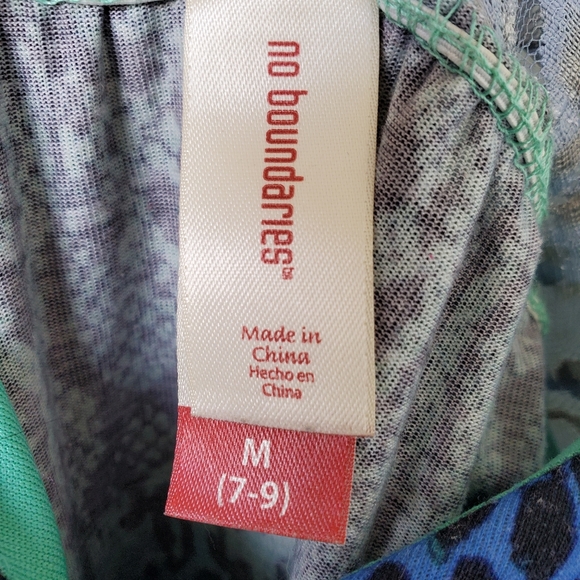 no boundaries
Made in
China
Hecho en
China
M
(7-9)